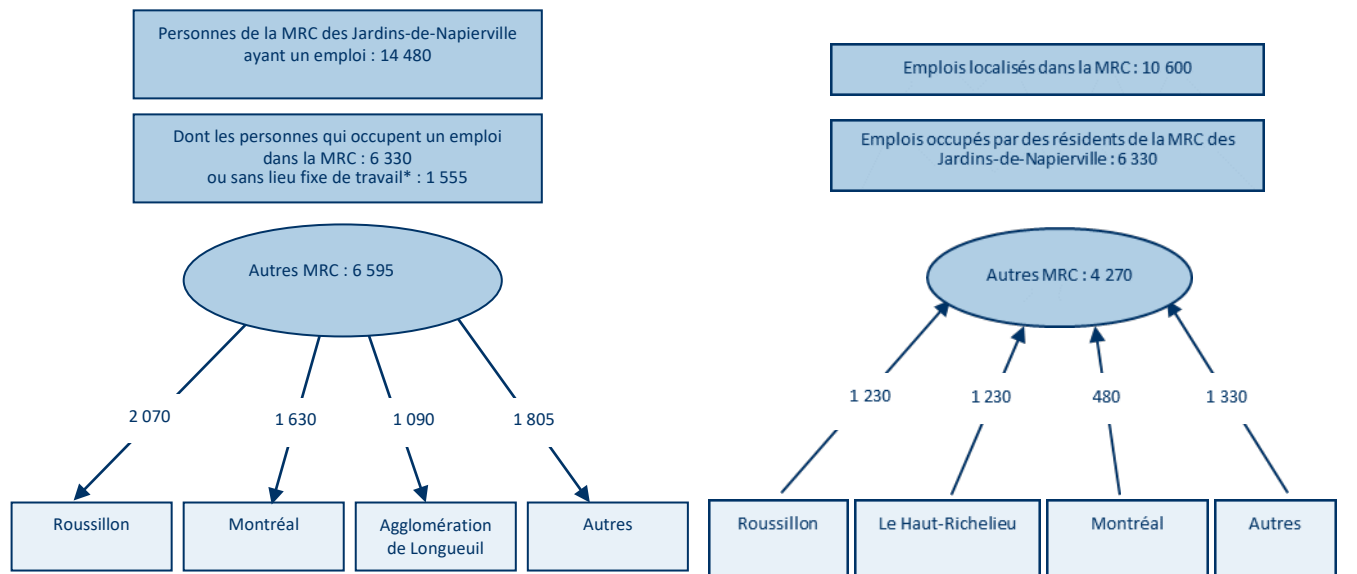 Personnes de la MRC des Jardins-de-Napierville
ayant un emploi : 14 480
Dont les personnes qui occupent un emploi
dans la MRC : 6 330
ou sans lieu fixe de travail* : 1 555
Autres MRC : 6 595
2 070
1 630
1 090
1 805
Roussillon
Montréal
Agglomération
de Longueuil
Autres
Emplois localisés dans la MRC : 10 600
Emplois occupés par des résidents de la MRC des
Jardins-de-Napierville : 6 330
Autres MRC : 4 270
1 230
1 230
480
1 330
Roussillon
Le Haut-Richelieu
Montréal
Autres